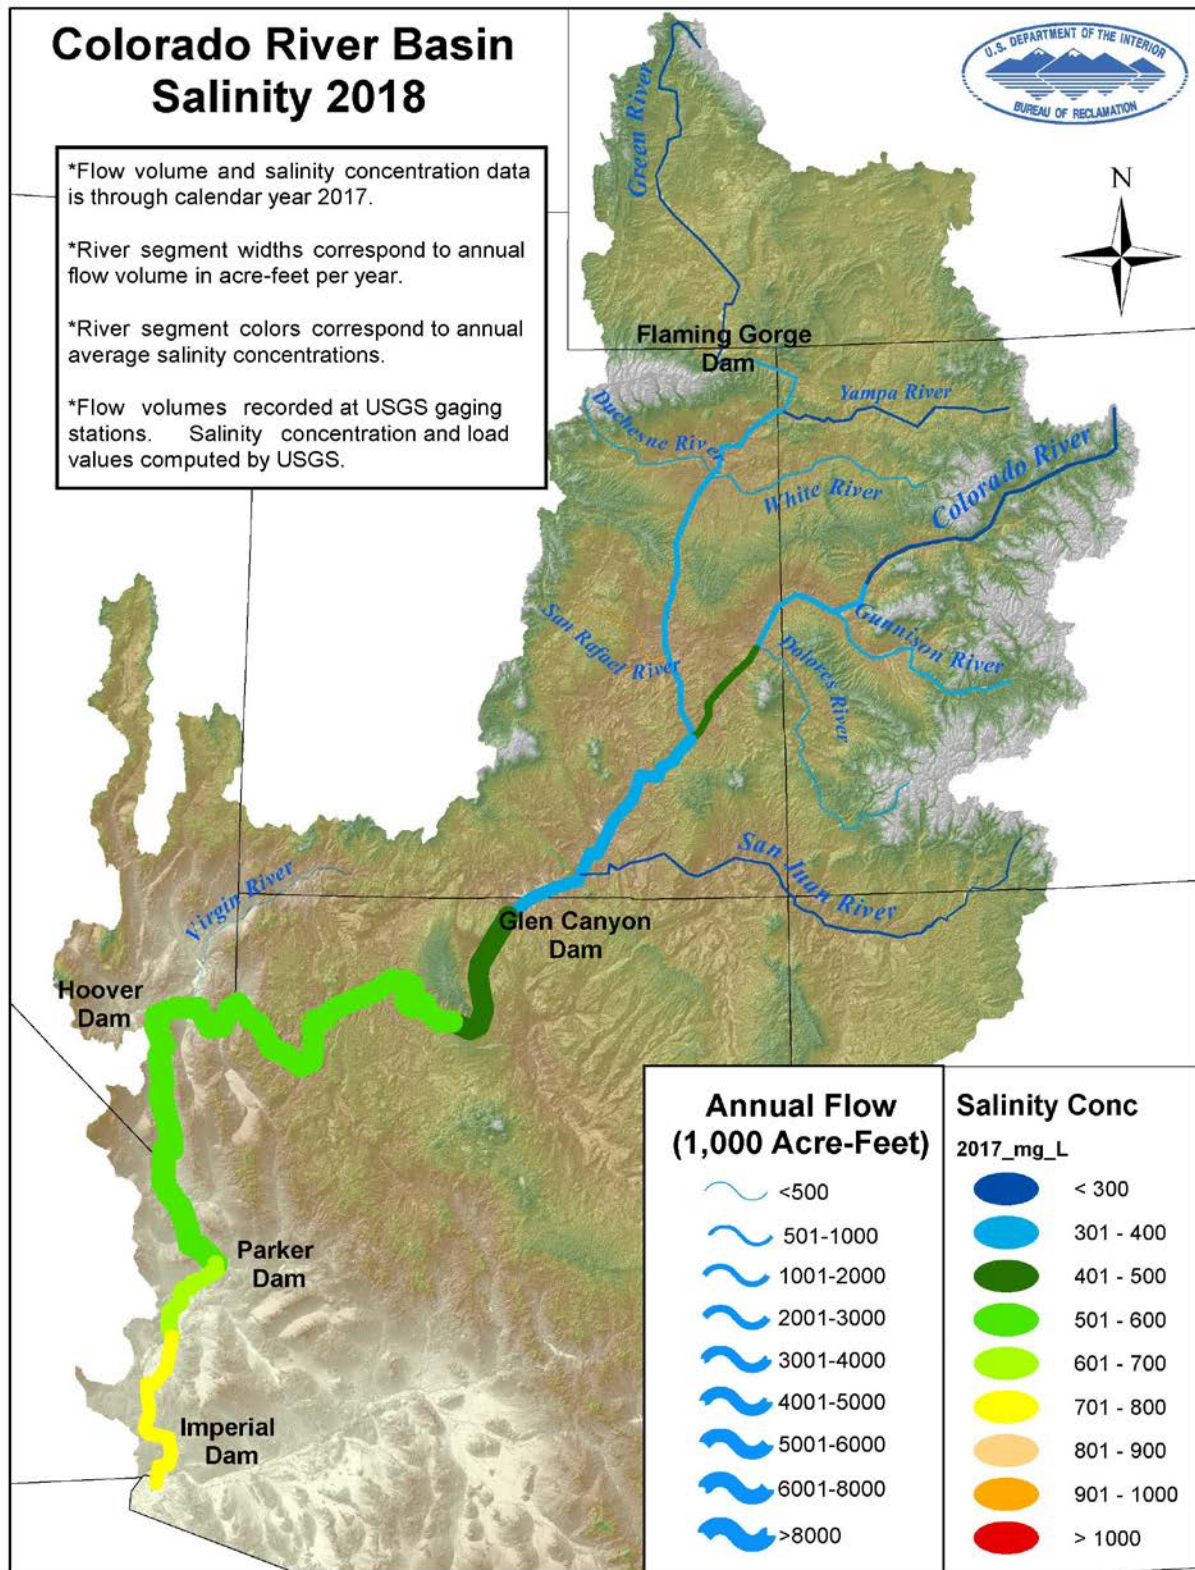 Colorado River Basin
Salinity 2018
U.S. DEPARTMENT OF THE INTERIOR
BUREAU OF RECLAMATION
*Flow volume and salinity concentration data
is through calendar year 2017.
*River segment widths correspond to annual
flow volume in acre-feet per year.
*River segment colors correspond to annual
average salinity concentrations.
*Flow volumes recorded at USGS gaging
stations. Salinity concentration and load
values computed by USGS.
N
Green River
Flaming Gorge
Dam
Yampa River
Duchesne River
White River
Colorado River
Gunnison River
San Rafael River
Dolores River
San Juan River
Virgin River
Glen Canyon
Dam
Hoover
Dam
Parker
Dam
Imperial
Dam
Annual Flow
(1,000 Acre-Feet)
<500
501-1000
1001-2000
2001-3000
3001-4000
4001-5000
5001-6000
6001-8000
>8000
Salinity Conc
2017_mg_L
< 300
301 - 400
401 - 500
501 - 600
601 - 700
701 - 800
801 - 900
901 - 1000
> 1000